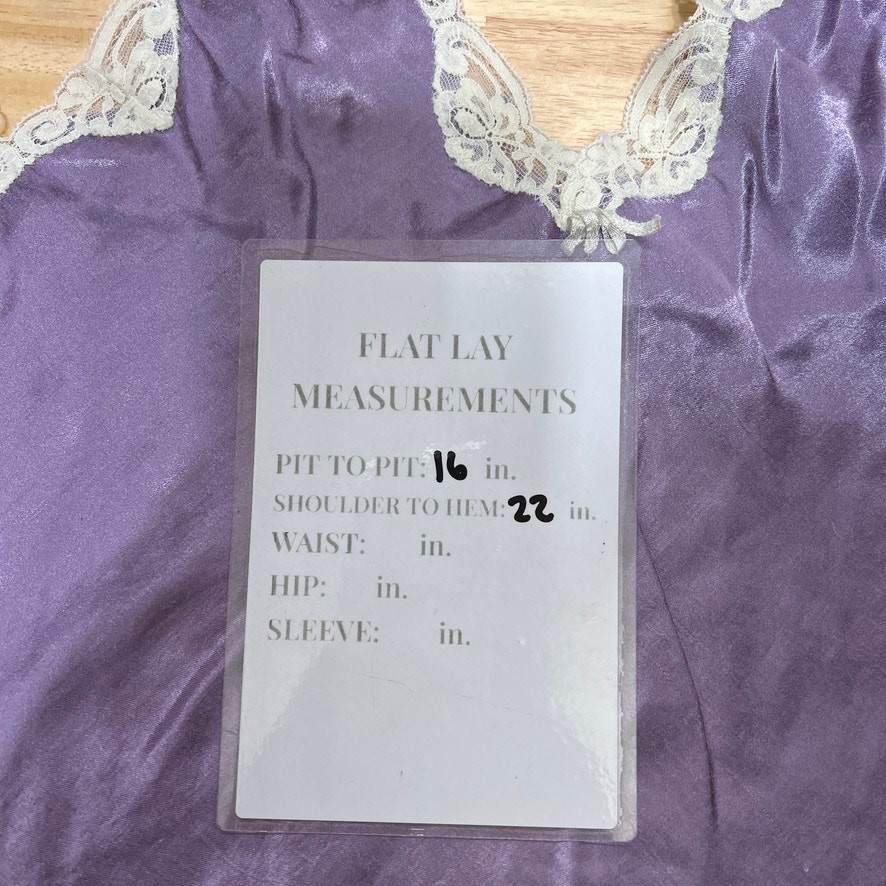 FLAT LAY
MEASUREMENTS
PIT TO PIT: 16 in.
SHOULDER TO HEM: 22 in.
WAIST: in.
HIP: in.
SLEEVE: in.